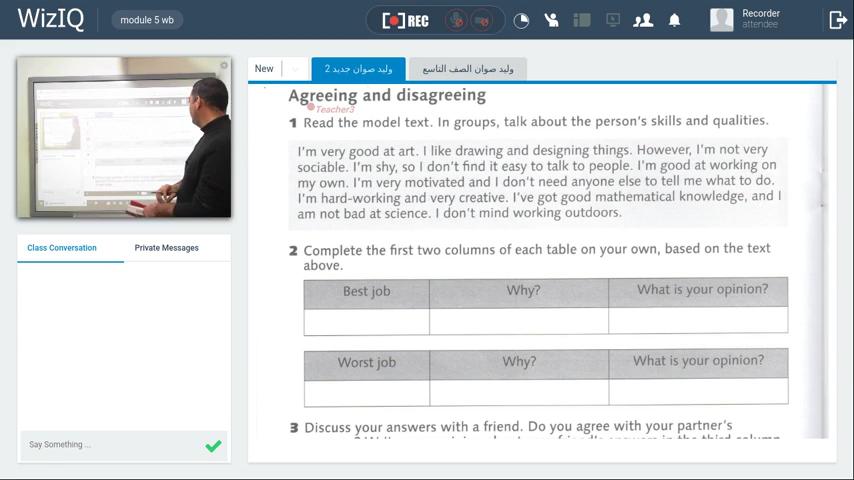 WizIQ
module 5 wb
REC
Recorder
attendee
New
وليد صوان جديد 2
وليد صوان الصف التاسع
Agreeing and disagreeing
Teacher3
1 Read the model text. In groups, talk about the person's skills and qualities.
I'm very good at art. I like drawing and designing things. However, I'm not very
sociable. I'm shy, so I don't find it easy to talk to people. I'm good at working on
my own. I'm very motivated and I don't need anyone else to tell me what to do.
I'm hard-working and very creative. I've got good mathematical knowledge, and I
am not bad at science. I don't mind working outdoors.
2 Complete the first two columns of each table on your own, based on the text
above.
Best job Why? What is your opinion?
Worst job Why? What is your opinion?
3 Discuss your answers with a friend. Do you agree with your partner's
Class Conversation Private Messages
Say Something ...